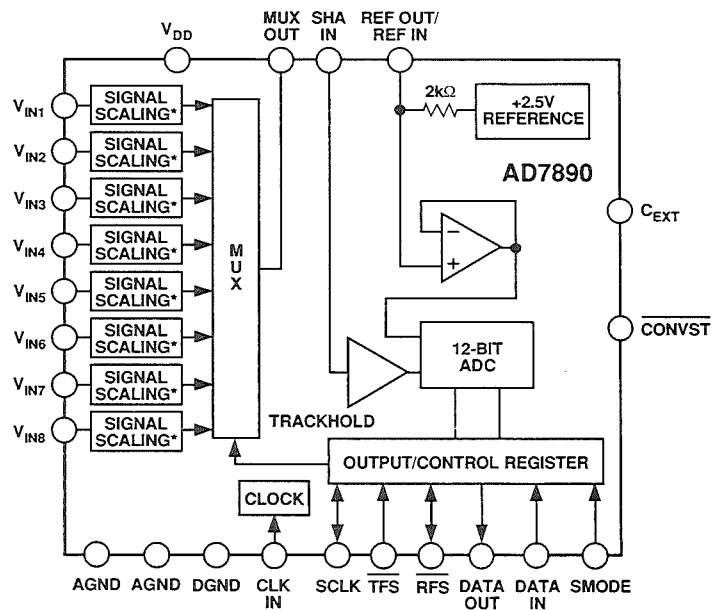 V_DD
MUX OUT
SHA IN
REF OUT/
REF IN
V_IN1
SIGNAL
SCALING*
V_IN2
SIGNAL
SCALING*
V_IN3
SIGNAL
SCALING*
V_IN4
SIGNAL
SCALING*
V_IN5
SIGNAL
SCALING*
V_IN6
SIGNAL
SCALING*
V_IN7
SIGNAL
SCALING*
V_IN8
SIGNAL
SCALING*
MUX
2kΩ
+2.5V
REFERENCE
AD7890
C_EXT
−
+
CONVST
12-BIT
ADC
TRACKHOLD
OUTPUT/CONTROL REGISTER
CLOCK
AGND
AGND
DGND
CLK
IN
SCLK
TFS
RFS
DATA
OUT
DATA
IN
SMODE